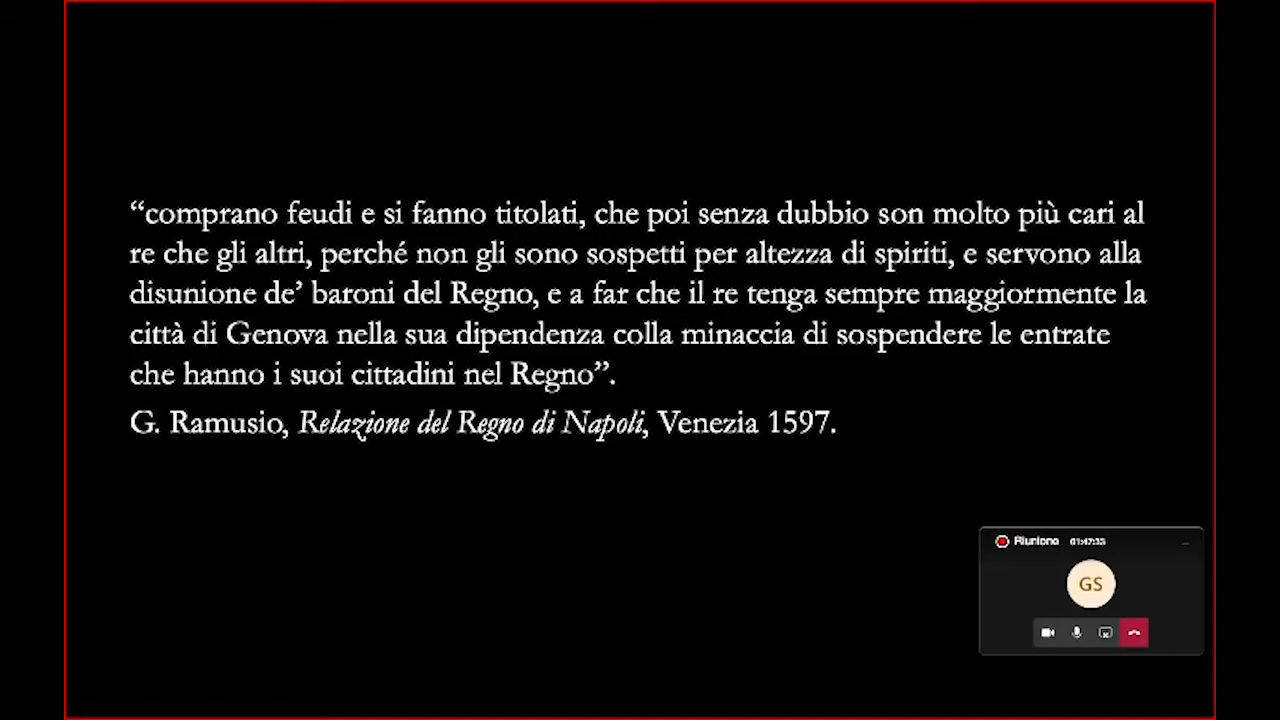 “comprano feudi e si fanno titolati, che poi senza dubbio son molto più cari al
re che gli altri, perché non gli sono sospetti per altezza di spiriti, e servono alla
disunione de’ baroni del Regno, e a far che il re tenga sempre maggiormente la
città di Genova nella sua dipendenza colla minaccia di sospendere le entrate
che hanno i suoi cittadini nel Regno”.
G. Ramusio, Relazione del Regno di Napoli, Venezia 1597.
Riunione 01:47:33
GS